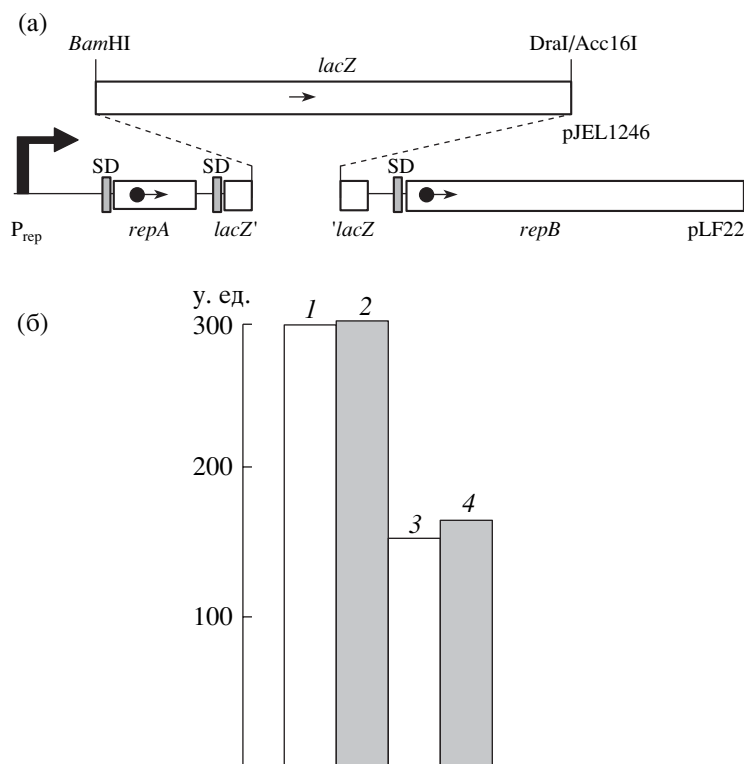 (а)
BamHI DraI/Acc16I
lacZ
pJEL1246
SD SD SD
P_rep repA lacZ' 'lacZ repB pLF22
(б)
у. ед.
300 1 2
200
3 4
100